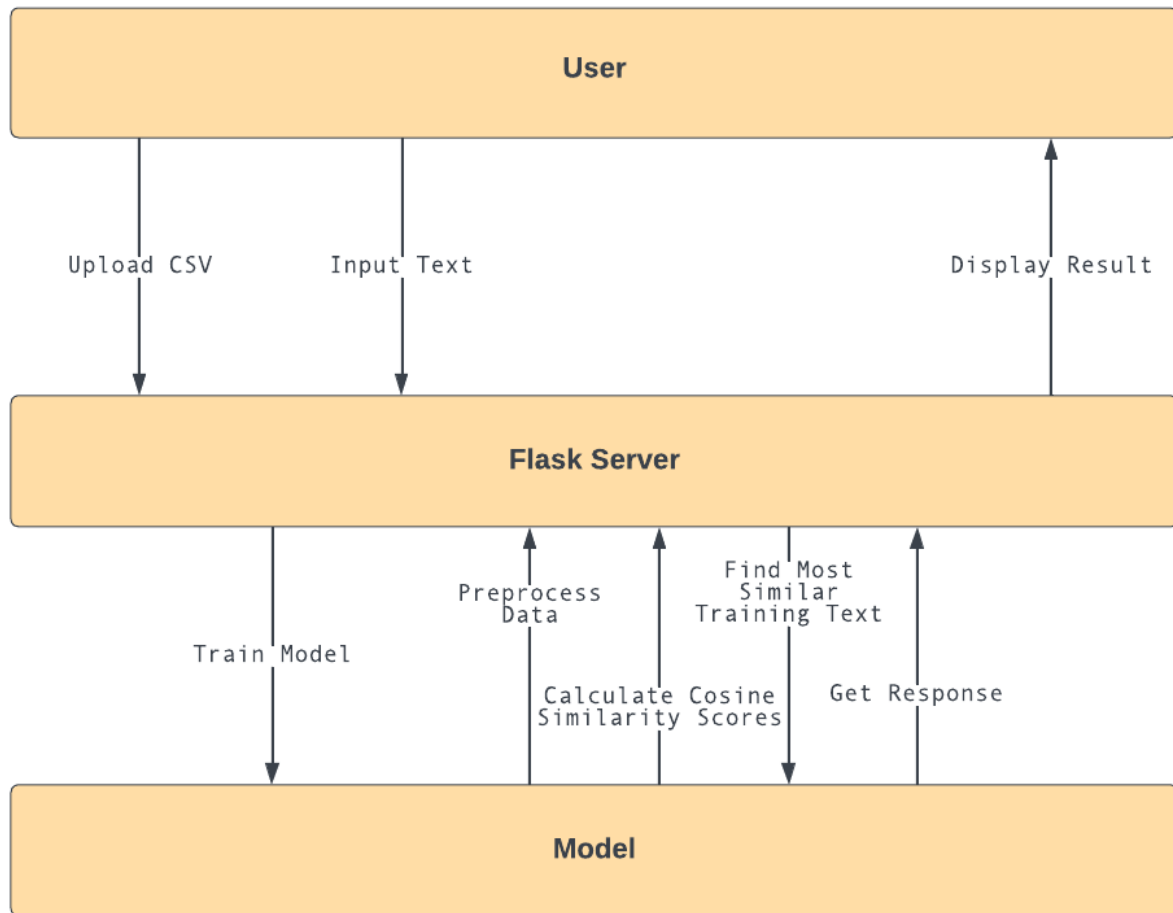 User
Upload CSV
Input Text
Display Result
Flask Server
Train Model
Preprocess
Data
Calculate Cosine
Similarity Scores
Find Most
Similar
Training Text
Get Response
Model